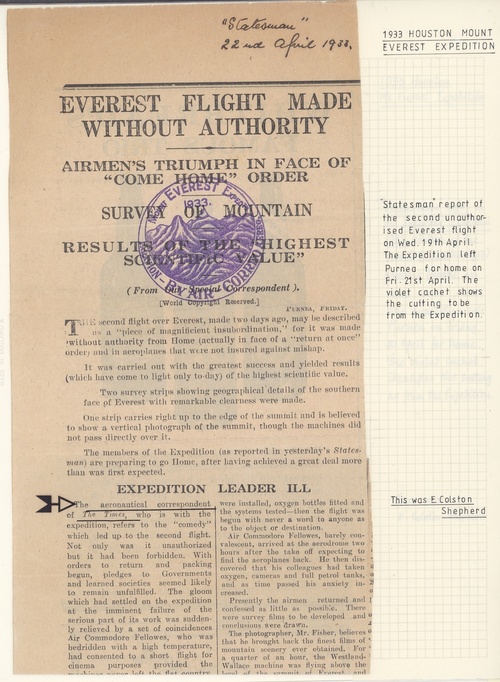 "Statesman"
22nd April 1933.
1933 HOUSTON MOUNT
EVEREST EXPEDITION
EVEREST FLIGHT MADE
WITHOUT AUTHORITY
AIRMEN'S TRIUMPH IN FACE OF
"COME HOME" ORDER
SURVEY OF MOUNTAIN
RESULTS OF THE "HIGHEST
SCIENTIFIC VALUE"
MOUNT EVEREST
1933.
BY AIR
(From Our Special Correspondent).
[World Copyright Reserved.]
PURNEA, FRIDAY.
THE second flight over Everest, made two days ago, may be described
as a "piece of magnificent insubordination," for it was made
without authority from Home (actually in face of a "return at once"
order) and in aeroplanes that were not insured against mishap.
It was carried out with the greatest success and yielded results
(which have come to light only to-day) of the highest scientific value.
Two survey strips showing geographical details of the southern
face of Everest with remarkable clearness were made.
One strip carries right up to the edge of the summit and is believed
to show a vertical photograph of the summit, though the machines did
not pass directly over it.
The members of the Expedition (as reported in yesterday's States-
man) are preparing to go Home, after having achieved a great deal more
than was first expected.
EXPEDITION LEADER ILL
The aeronautical correspondent
of The Times, who is with the
expedition, refers to the "comedy"
which led up to the second flight.
Not only was it unauthorized
but it had been forbidden. With
orders to return and packing
begun, pledges to Governments
and learned societies seemed likely
to remain unfulfilled. The gloom
which had settled on the expedition
at the imminent failure of the
serious part of its work was sudden-
ly relieved by a set of coincidences
Air Commodore Fellowes, who was
bedridden with a high temperature,
had consented to a short flight for
cinema purposes provided the
machines never left the flat country
were installed, oxygen bottles fitted and
the systems tested—then the flight was
begun with never a word to anyone as
to the object or destination.
Air Commodore Fellowes, barely con-
valescent, arrived at the aerodrome two
hours after the take off expecting to
find the aeroplanes back. He then dis-
covered that his colleagues had taken
oxygen, cameras and full petrol tanks,
and as time passed his anxiety in-
creased.
Presently the airmen returned and
confessed as little as possible. There
were survey films to be developed, and
conclusions were drawn.
The photographer, Mr. Fisher, believes
that he brought back the finest films of
mountain scenery ever obtained. For
a quarter of an hour, the Westland-
Wallace machine was flying above the
level of the summit of Everest and
"Statesman" report of
the second unauthor-
ised Everest flight
on Wed. 19th April.
The Expedition left
Purnea for home on
Fri. 21st April. The
violet cachet shows
the cutting to be
from the Expedition.
This was E. Colston
Shepherd